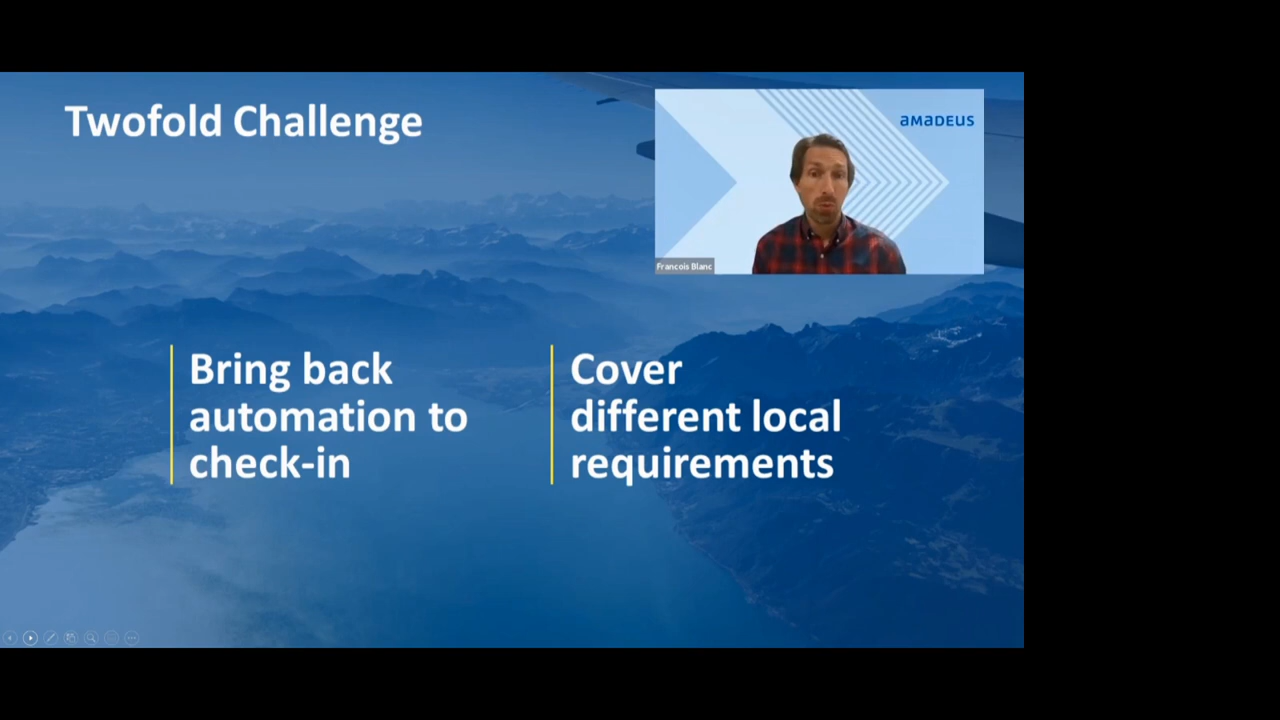 Twofold Challenge
amadeus
Francois Blanc
Bring back
automation to
check-in
Cover
different local
requirements